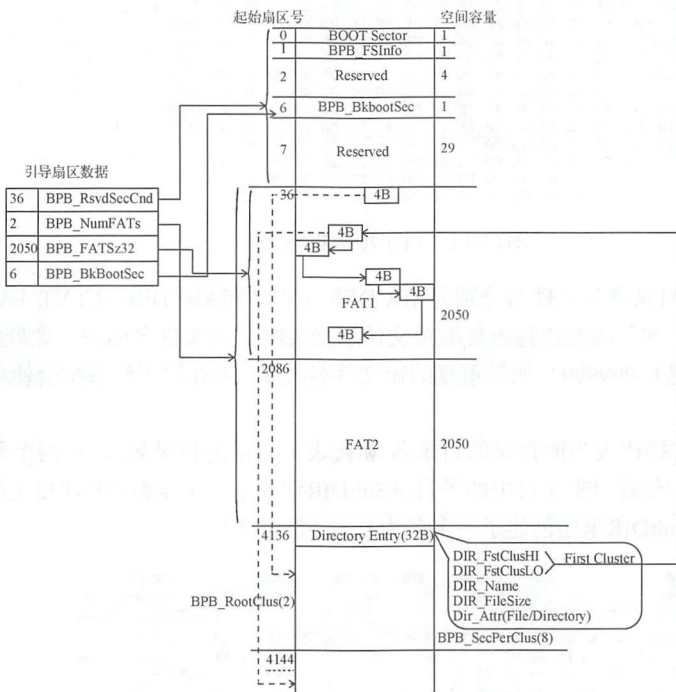 起始扇区号 空间容量
0 BOOT Sector 1
1 BPB_FSInfo 1
2 Reserved 4
6 BPB_BkbootSec 1
7 Reserved 29
引导扇区数据
36 BPB_RsvdSecCnd
2 BPB_NumFATs
2050 BPB_FATSz32
6 BPB_BkBootSec
36 4B
4B
4B
4B
4B
FAT1 2050
4B
2086
FAT2 2050
4136 Directory Entry(32B)
DIR_FstClusHI
DIR_FstClusLO First Cluster
DIR_Name
DIR_FileSize
Dir_Attr(File/Directory)
BPB_RootClus(2)
BPB_SecPerClus(8)
4144